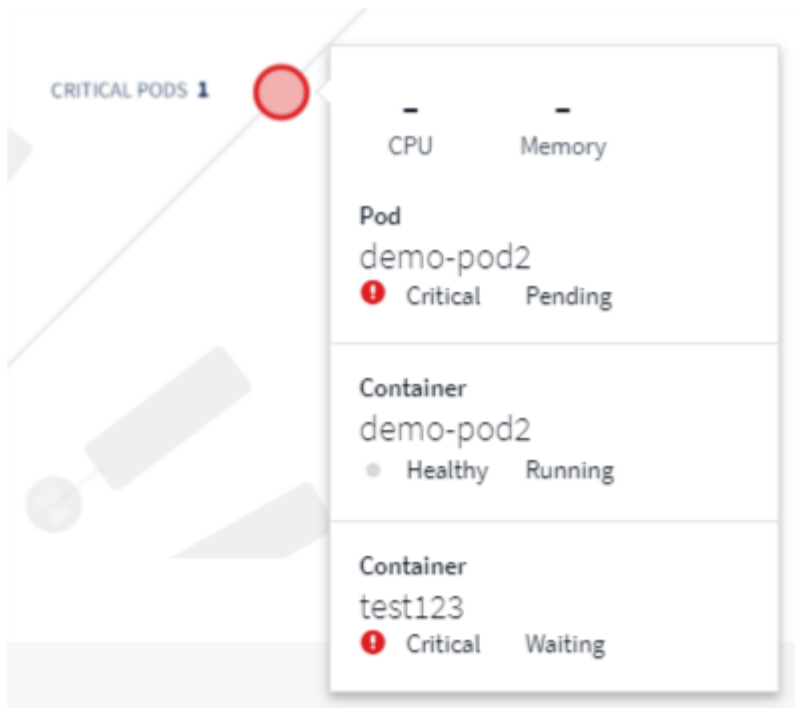 CRITICAL PODS 1
- -
CPU Memory
Pod
demo-pod2
Critical Pending
Container
demo-pod2
Healthy Running
Container
test123
Critical Waiting